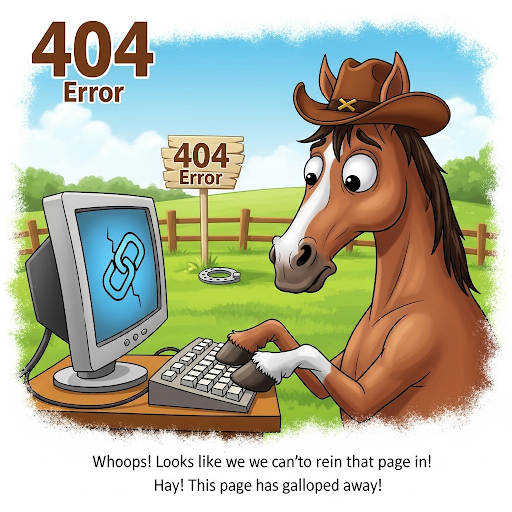 404
Error
404
Error
Whoops! Looks like we we can'to rein that page in!
Hay! This page has galloped away!